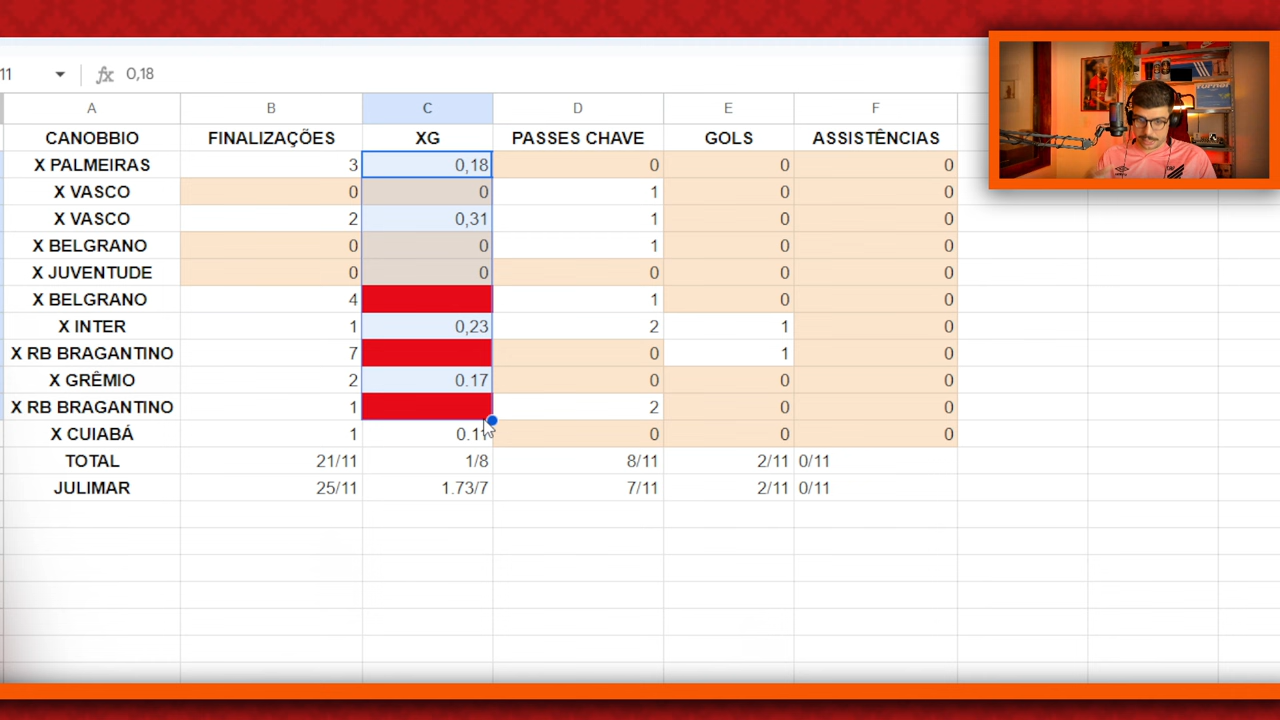 11 fx 0,18
A B C D E F
CANOBBIO FINALIZAÇÕES XG PASSES CHAVE GOLS ASSISTÊNCIAS
X PALMEIRAS 3 0,18 0 0 0
X VASCO 0 0 1 0 0
X VASCO 2 0,31 1 0 0
X BELGRANO 0 0 1 0 0
X JUVENTUDE 0 0 0 0 0
X BELGRANO 4 1 0 0
X INTER 1 0,23 2 1 0
X RB BRAGANTINO 7 0 1 0
X GRÊMIO 2 0.17 0 0 0
X RB BRAGANTINO 1 2 0 0
X CUIABÁ 1 0 0 0
TOTAL 21/11 1/8 8/11 2/11 0/11
JULIMAR 25/11 1.73/7 7/11 2/11 0/11